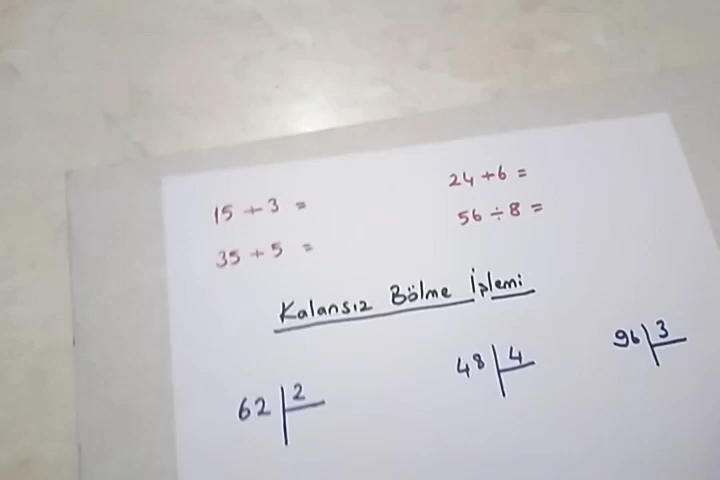 15 ÷ 3 =
24 ÷ 6 =
35 ÷ 5 =
56 ÷ 8 =
Kalansız Bölme İşlemi
62 | 2
48 | 4
96 | 3